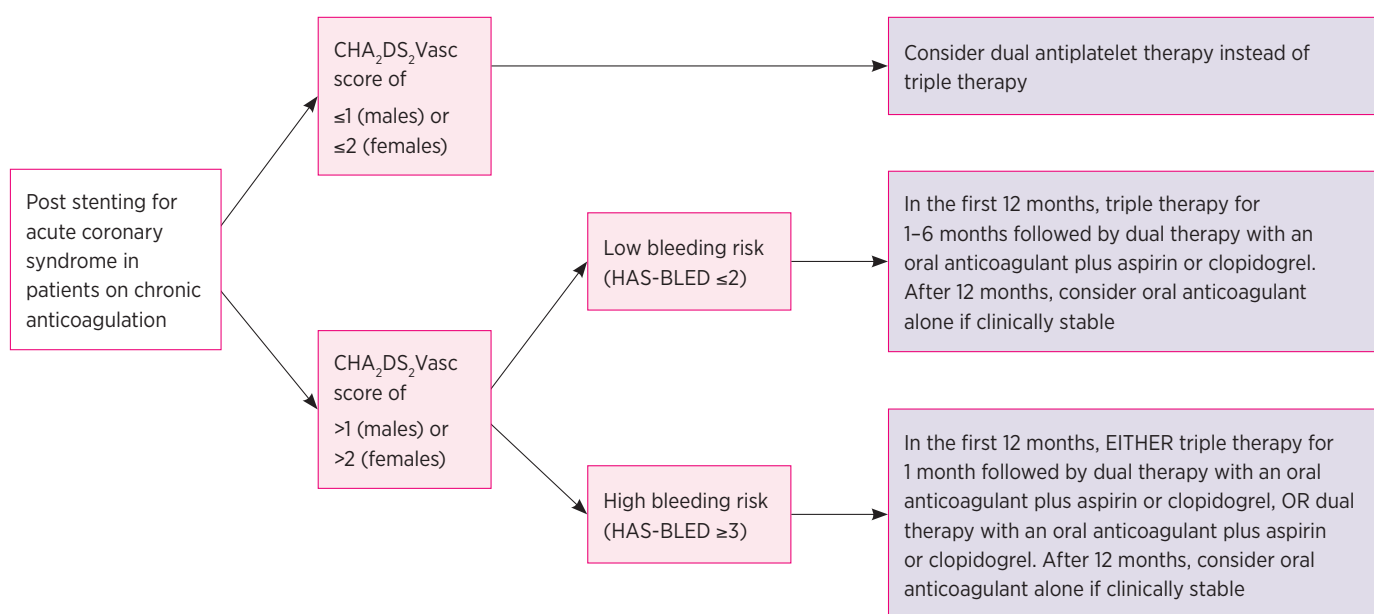 Post stenting for
acute coronary
syndrome in
patients on chronic
anticoagulation
CHA₂DS₂Vasc
score of
≤1 (males) or
≤2 (females)
Consider dual antiplatelet therapy instead of
triple therapy
CHA₂DS₂Vasc
score of
>1 (males) or
>2 (females)
Low bleeding risk
(HAS-BLED ≤2)
In the first 12 months, triple therapy for
1–6 months followed by dual therapy with an
oral anticoagulant plus aspirin or clopidogrel.
After 12 months, consider oral anticoagulant
alone if clinically stable
High bleeding risk
(HAS-BLED ≥3)
In the first 12 months, EITHER triple therapy for
1 month followed by dual therapy with an oral
anticoagulant plus aspirin or clopidogrel, OR dual
therapy with an oral anticoagulant plus aspirin
or clopidogrel. After 12 months, consider oral
anticoagulant alone if clinically stable